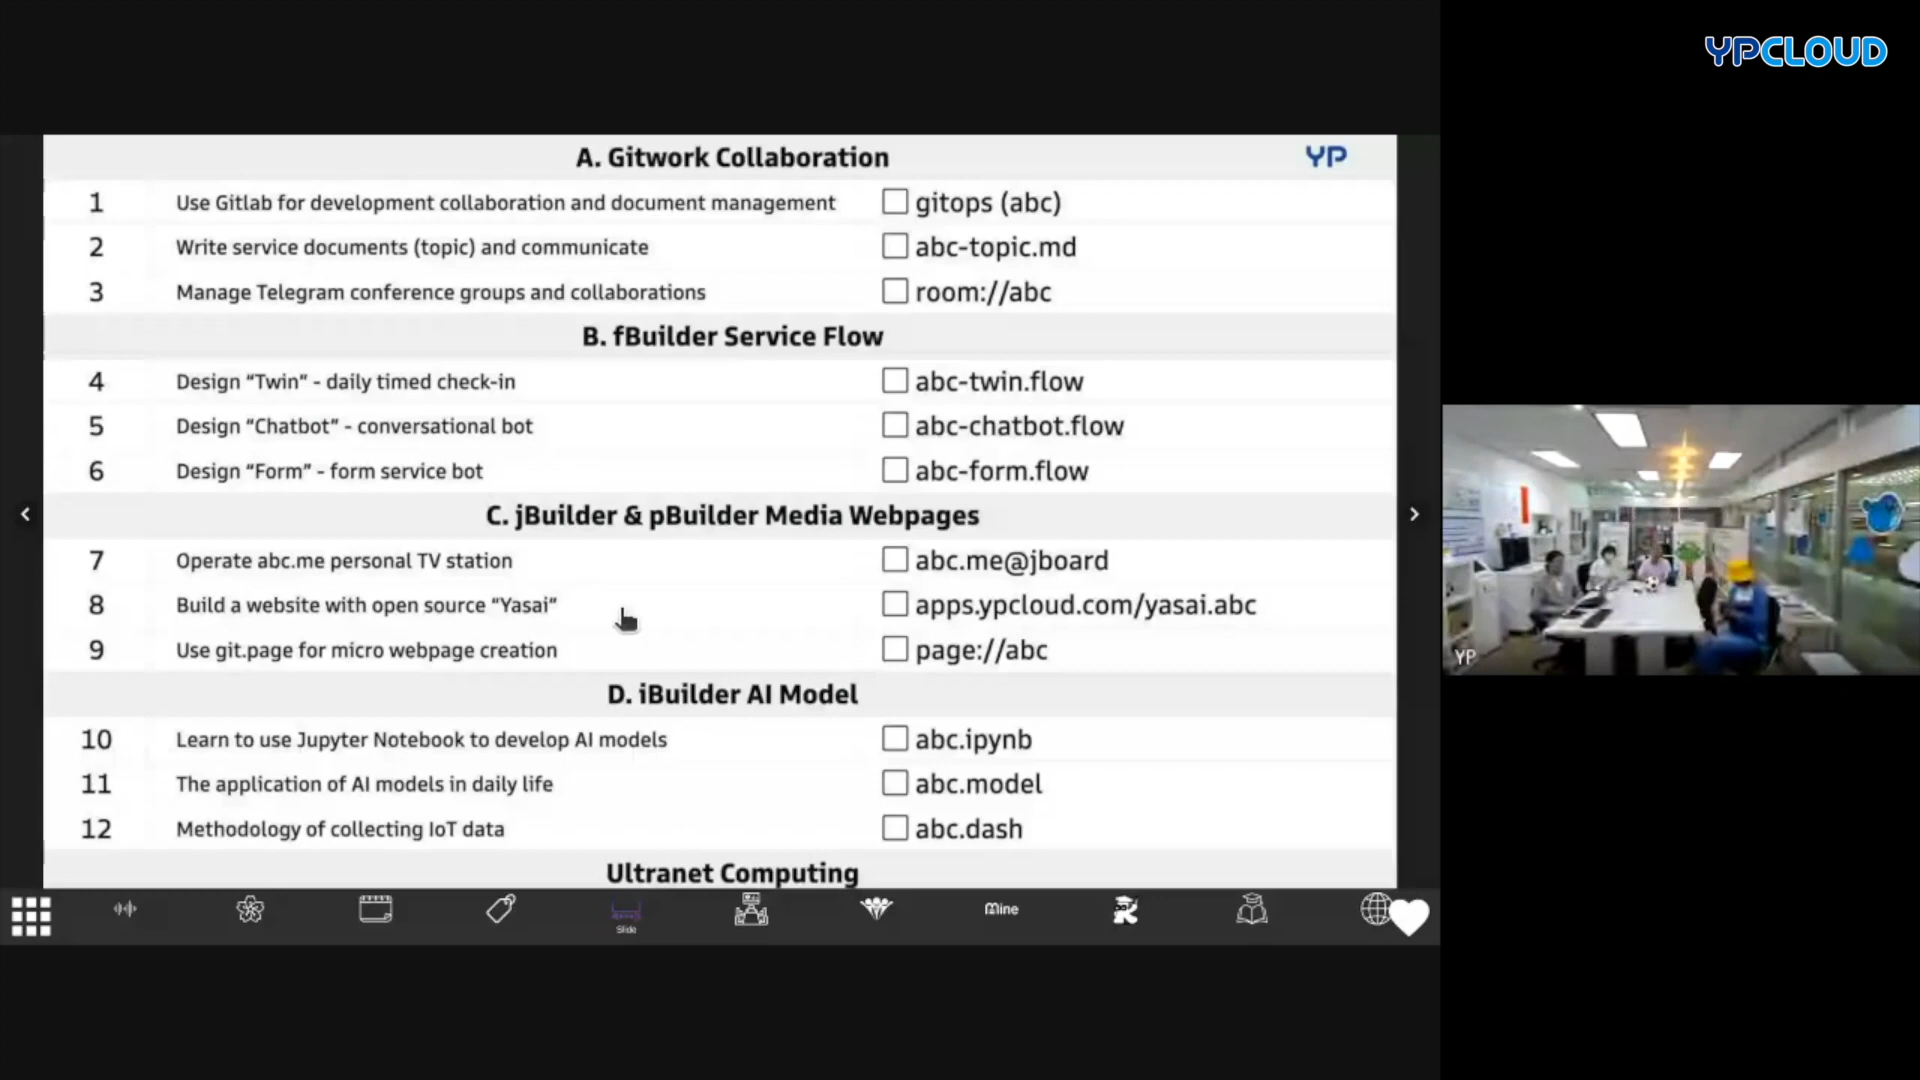 YPCLOUD
A. Gitwork Collaboration
YP
1 Use Gitlab for development collaboration and document management gitops (abc)
2 Write service documents (topic) and communicate abc-topic.md
3 Manage Telegram conference groups and collaborations room://abc
B. fBuilder Service Flow
4 Design “Twin” - daily timed check-in abc-twin.flow
5 Design “Chatbot” - conversational bot abc-chatbot.flow
6 Design “Form” - form service bot abc-form.flow
C. jBuilder & pBuilder Media Webpages
7 Operate abc.me personal TV station abc.me@jboard
8 Build a website with open source “Yasai” apps.ypcloud.com/yasai.abc
9 Use git.page for micro webpage creation page://abc
D. iBuilder AI Model
10 Learn to use Jupyter Notebook to develop AI models abc.ipynb
11 The application of AI models in daily life abc.model
12 Methodology of collecting IoT data abc.dash
Ultranet Computing
Slide
Mine
YP